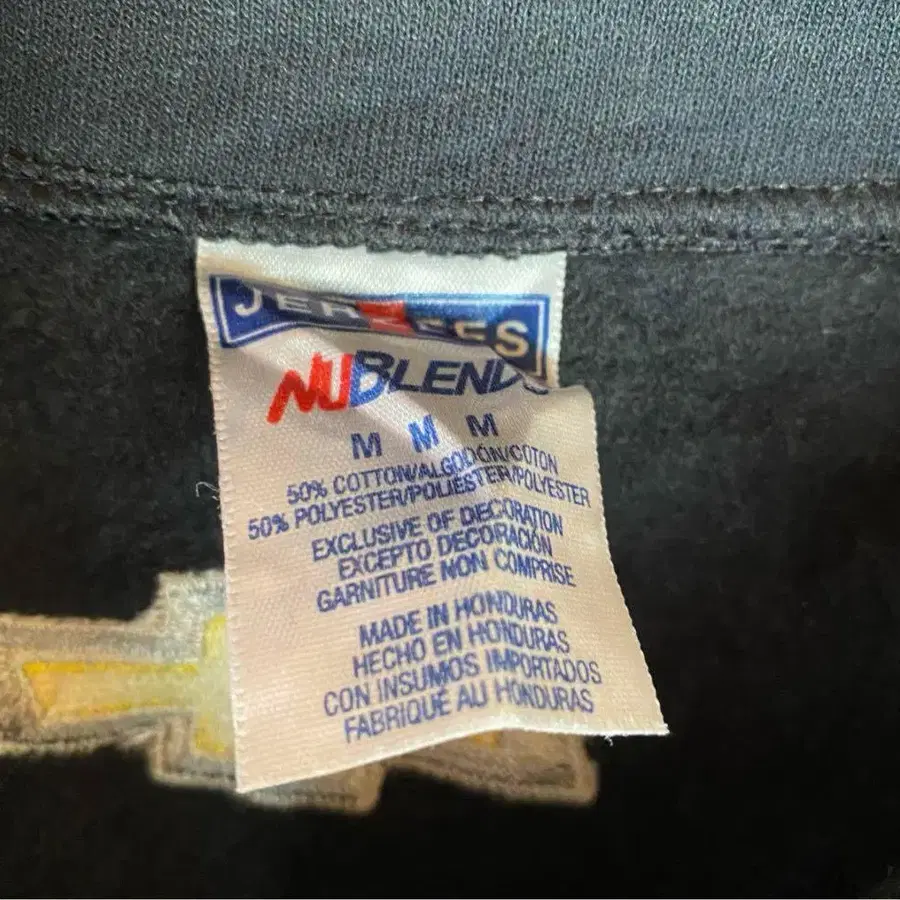 JERZEES
NUBLEND
M M M
50% COTTON/ALGODÓN/COTON
50% POLYESTER/POLIESTER/POLYESTER
EXCLUSIVE OF DECORATION
EXCEPTO DECORACIÓN
GARNITURE NON COMPRISE
MADE IN HONDURAS
HECHO EN HONDURAS
CON INSUMOS IMPORTADOS
FABRIQUÉ AU HONDURAS